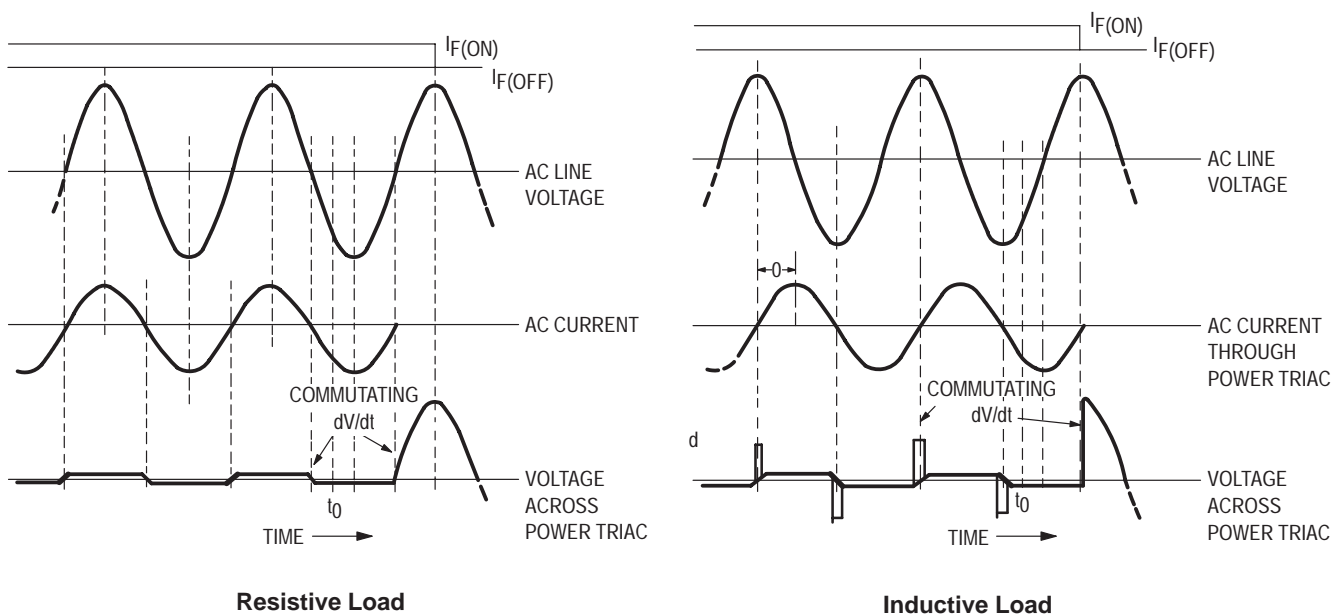 IF(ON)
IF(OFF)
AC LINE
VOLTAGE
AC CURRENT
COMMUTATING
dV/dt
t0
VOLTAGE
ACROSS
POWER TRIAC
TIME
Resistive Load
IF(ON)
IF(OFF)
AC LINE
VOLTAGE
0
AC CURRENT
THROUGH
POWER TRIAC
COMMUTATING
dV/dt
d
t0
VOLTAGE
ACROSS
POWER TRIAC
TIME
Inductive Load